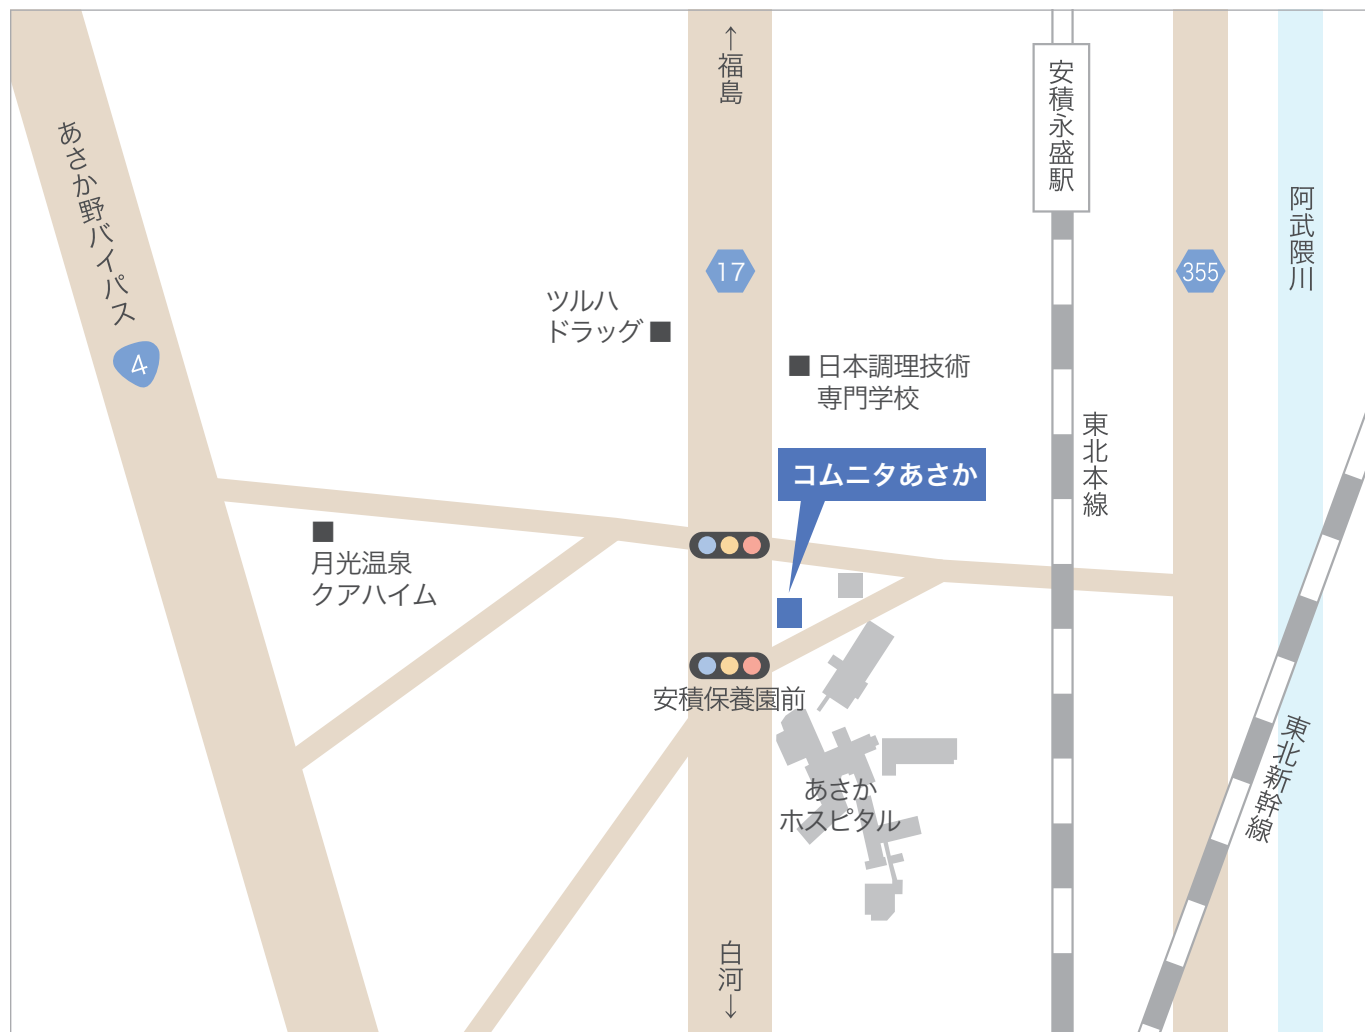 ↑福島
安積永盛駅
あさか野バイパス
阿武隈川
17
355
ツルハ
ドラッグ
4
日本調理技術
専門学校
東北本線
コムニタあさか
月光温泉
クアハイム
安積保養園前
東北新幹線
あさか
ホスピタル
白河↓